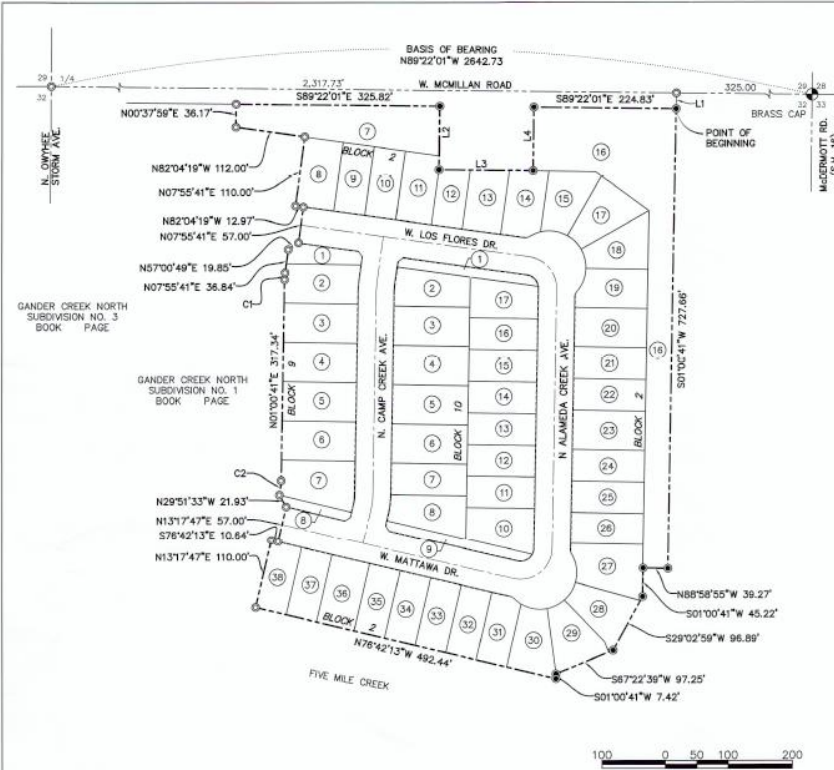 BASIS OF BEARING
N89°22'01"W 2642.73
29
1/4
32
2,317.73'
W. MCMILLAN ROAD
325.00
29
28
32
33
S89°22'01"E 325.82'
S89°22'01"E 224.83'
L1
BRASS CAP
N00°37'59"E 36.17'
POINT OF
BEGINNING
N. OWYHEE
STORM AVE.
McDERMOTT RD.
7
L2
L4
16
N82°04'19"W 112.00'
BLOCK 2
L3
N07°55'41"E 110.00'
8
9
10
11
12
13
14
15
17
N82°04'19"W 12.97'
N07°55'41"E 57.00'
W. LOS FLORES DR.
18
N57°00'49"E 19.85'
1
1
N07°55'41"E 36.84'
2
2
17
19
C1
GANDER CREEK NORTH
SUBDIVISION NO. 3
BOOK PAGE
3
3
16
20
16
S01°00'41"W 727.66'
N01°00'41"E 317.34'
N. CAMP CREEK AVE.
N ALAMEDA CREEK AVE.
4
4
15
21
GANDER CREEK NORTH
SUBDIVISION NO. 1
BOOK PAGE
BLOCK 9
5
5
BLOCK 10
14
22
BLOCK 2
13
23
6
6
12
24
7
7
11
25
C2
8
10
26
N29°51'33"W 21.93'
N13°17'47"E 57.00'
8
9
S76°42'13"E 10.64'
W. MATTAWA DR.
27
N13°17'47"E 110.00'
N88°58'55"W 39.27'
38
37
36
35
34
33
32
31
30
29
28
S01°00'41"W 45.22'
BLOCK 2
S29°02'59"W 96.89'
N76°42'13"W 492.44'
S67°22'39"W 97.25'
FIVE MILE CREEK
S01°00'41"W 7.42'
100 0 50 100 200